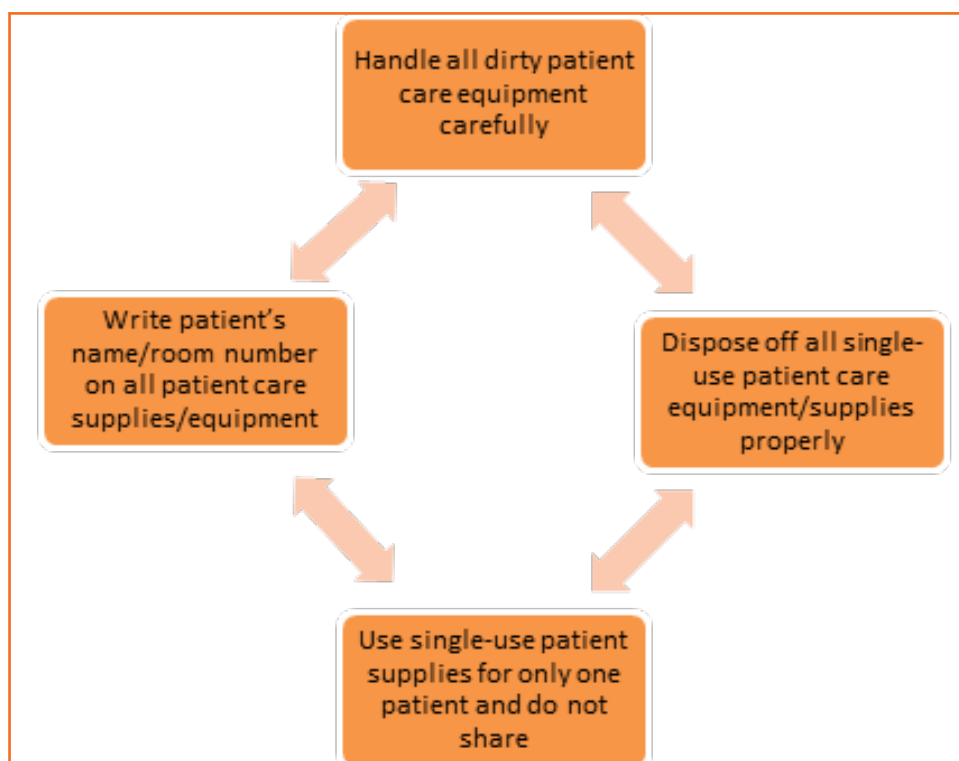 Handle all dirty patient
care equipment
carefully
Write patient’s
name/room number
on all patient care
supplies/equipment
Dispose off all single-
use patient care
equipment/supplies
properly
Use single-use patient
supplies for only one
patient and do not
share